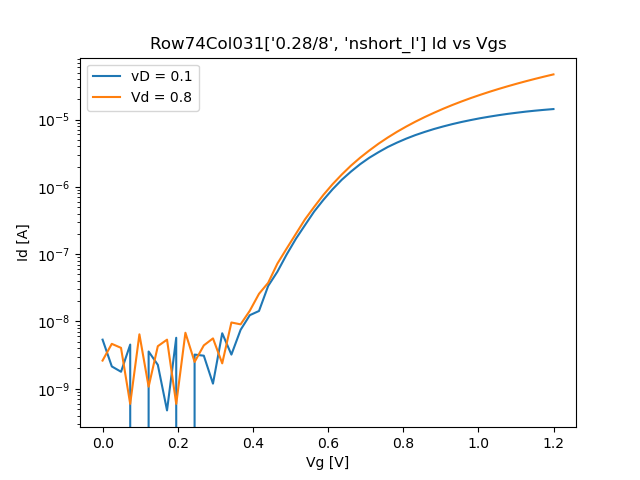 Row74Col031['0.28/8', 'nshort_l'] Id vs Vgs
vD = 0.1
Vd = 0.8
10⁻⁵
10⁻⁶
10⁻⁷
10⁻⁸
10⁻⁹
Id [A]
0.0 0.2 0.4 0.6 0.8 1.0 1.2
Vg [V]